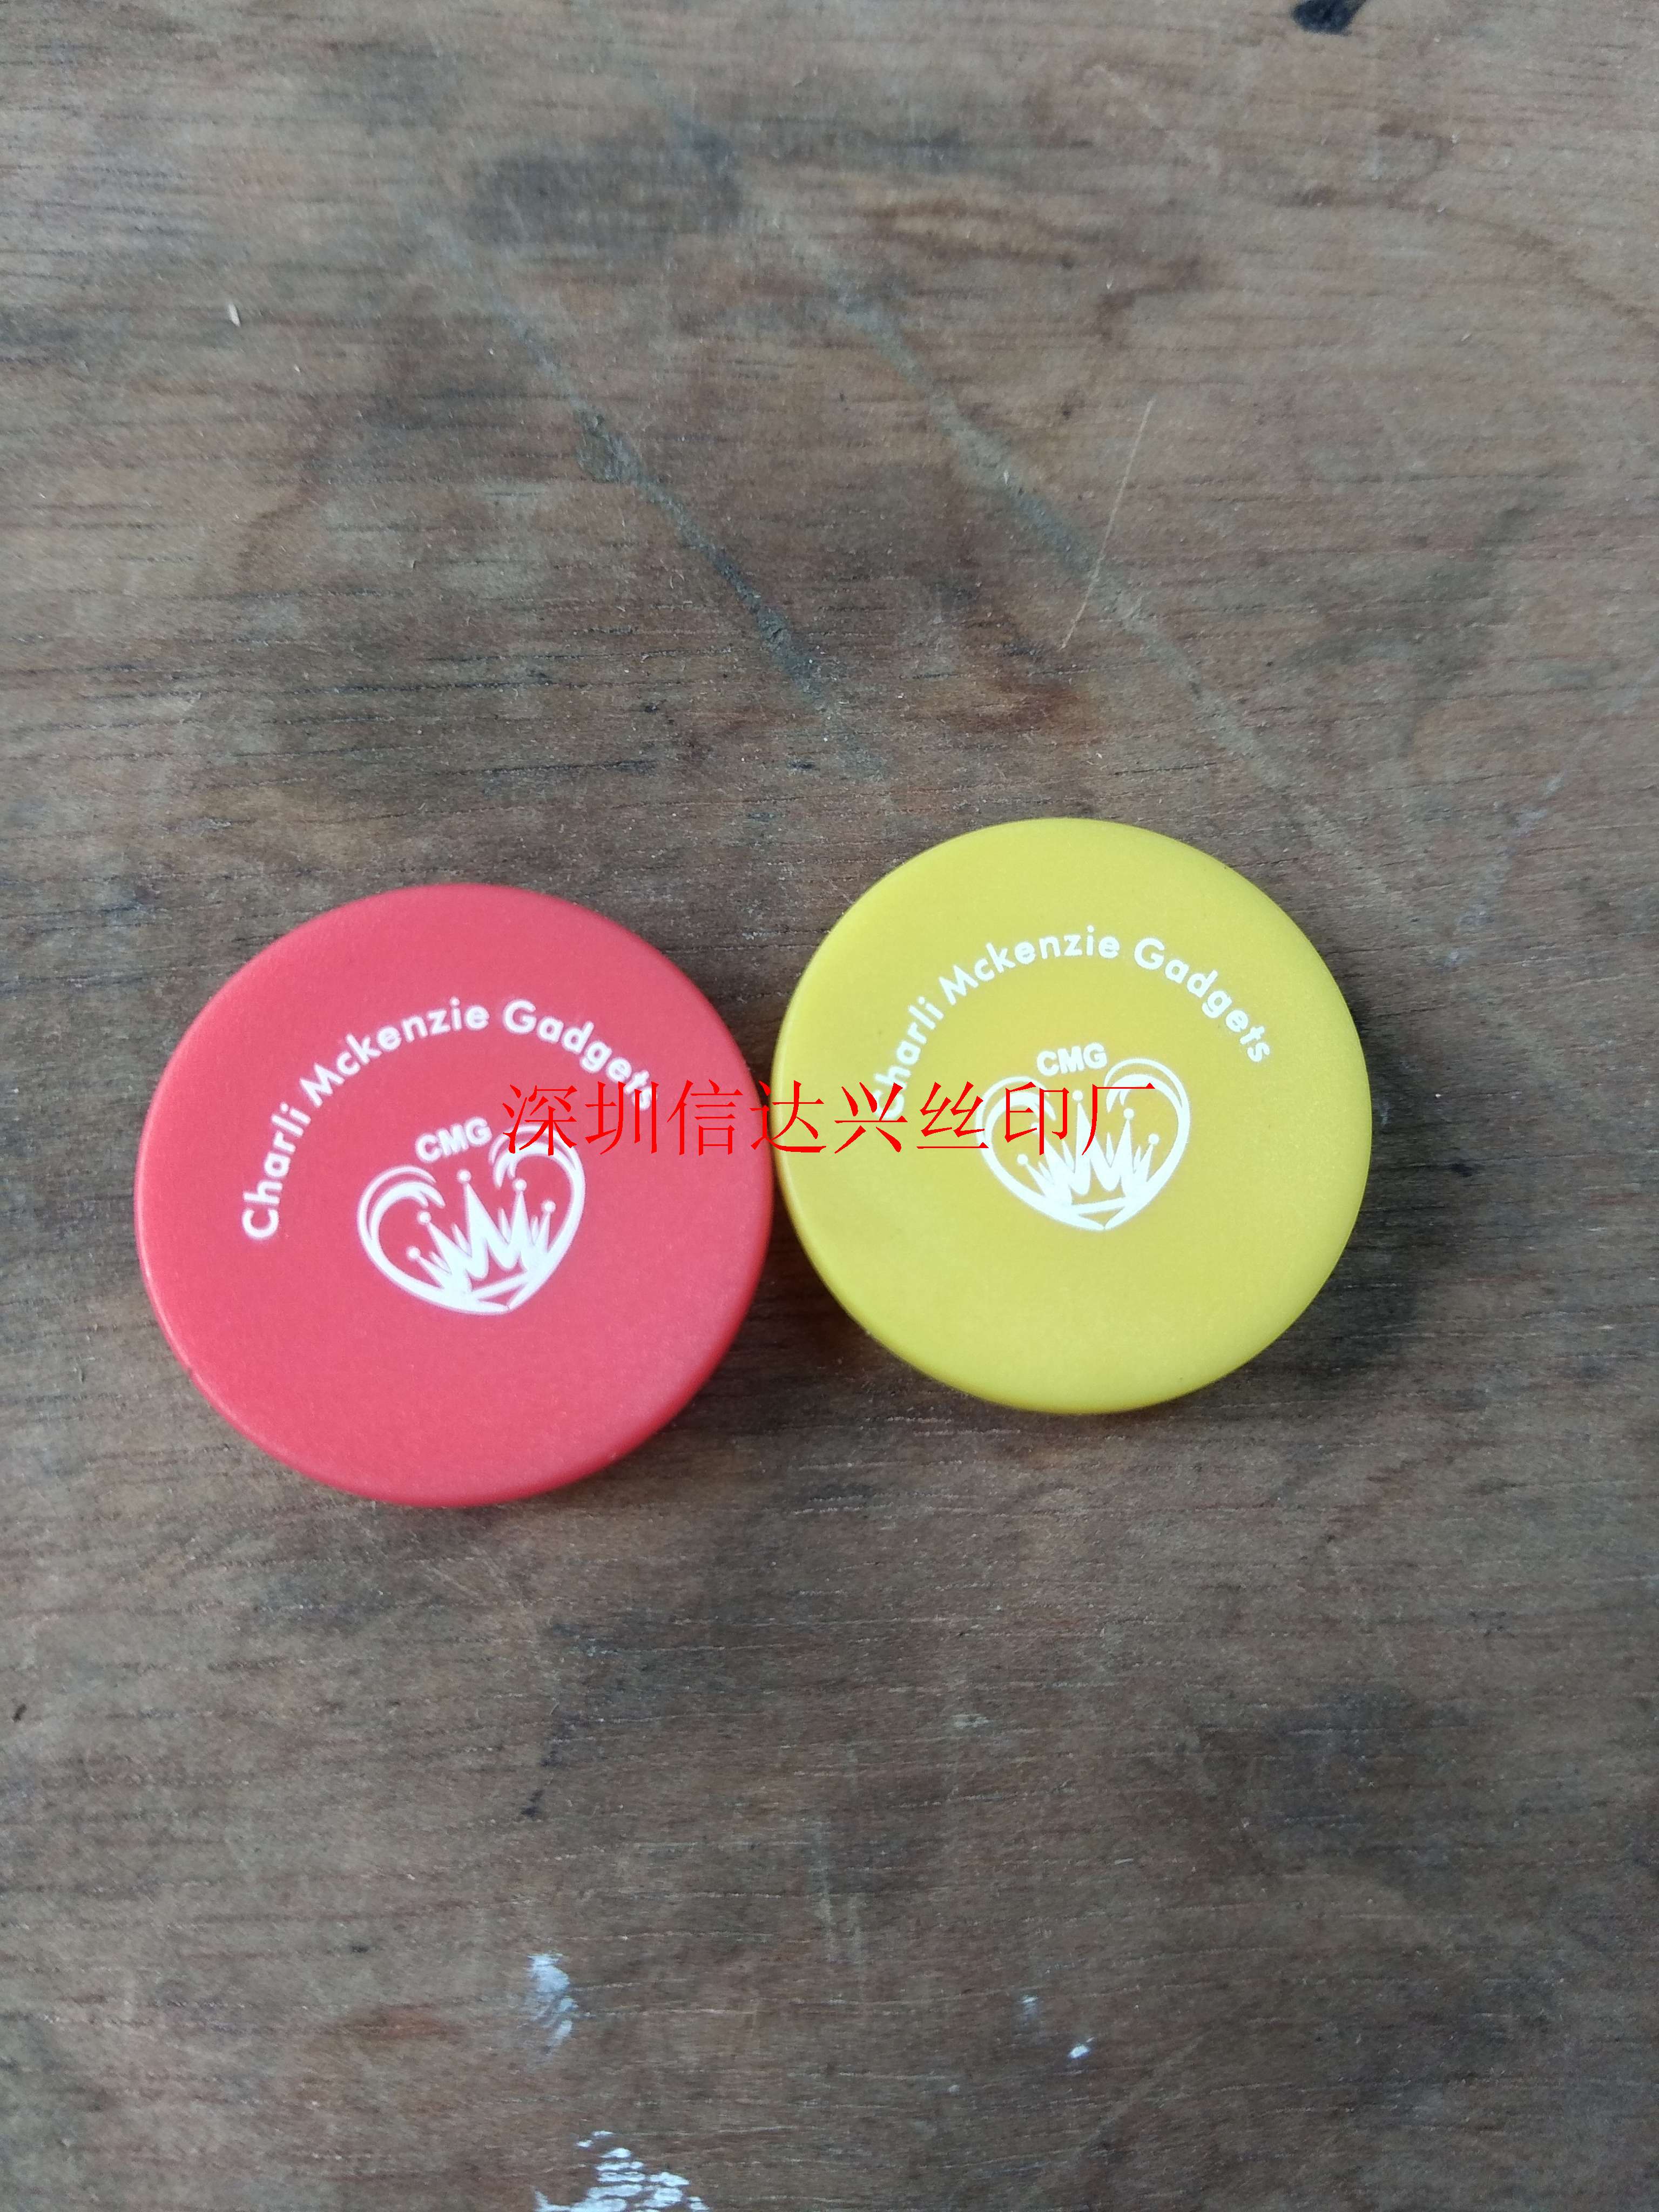 Charli Mckenzie Gadgets
CMG
Charli Mckenzie Gadgets
CMG
深圳信达兴丝印厂